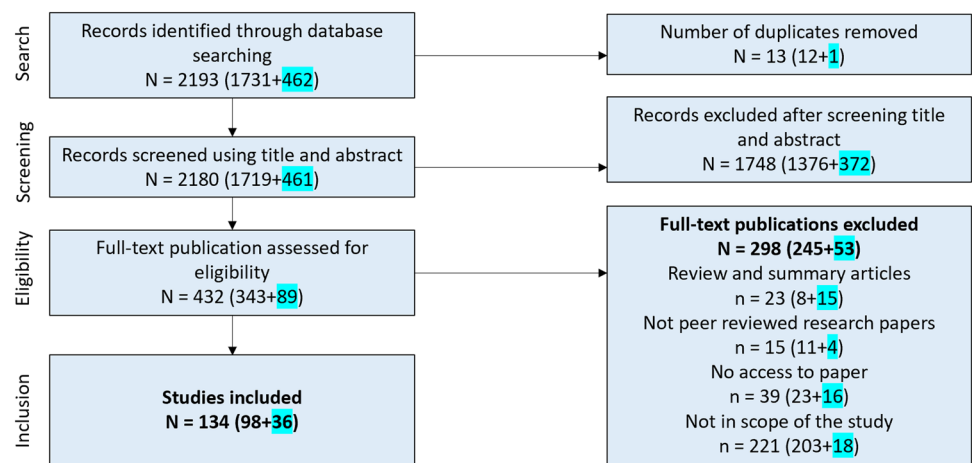 Search
Records identified through database
searching
N = 2193 (1731+462)
Number of duplicates removed
N = 13 (12+1)
Screening
Records screened using title and abstract
N = 2180 (1719+461)
Records excluded after screening title
and abstract
N = 1748 (1376+372)
Eligibility
Full-text publication assessed for
eligibility
N = 432 (343+89)
Full-text publications excluded
N = 298 (245+53)
Review and summary articles
n = 23 (8+15)
Not peer reviewed research papers
n = 15 (11+4)
No access to paper
n = 39 (23+16)
Not in scope of the study
n = 221 (203+18)
Inclusion
Studies included
N = 134 (98+36)